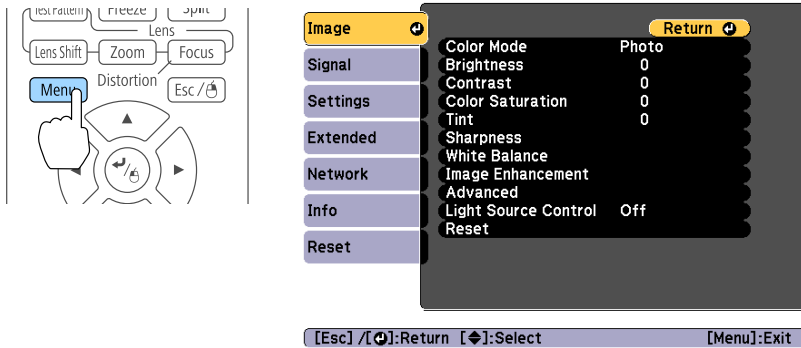 Test Pattern Freeze Split
Lens
Lens Shift Zoom Focus
Distortion
Menu Esc /
Image
Signal
Settings
Extended
Network
Info
Reset
Return
Color Mode Photo
Brightness 0
Contrast 0
Color Saturation 0
Tint 0
Sharpness
White Balance
Image Enhancement
Advanced
Light Source Control Off
Reset
[Esc] /[ ]:Return [ ]:Select [Menu]:Exit